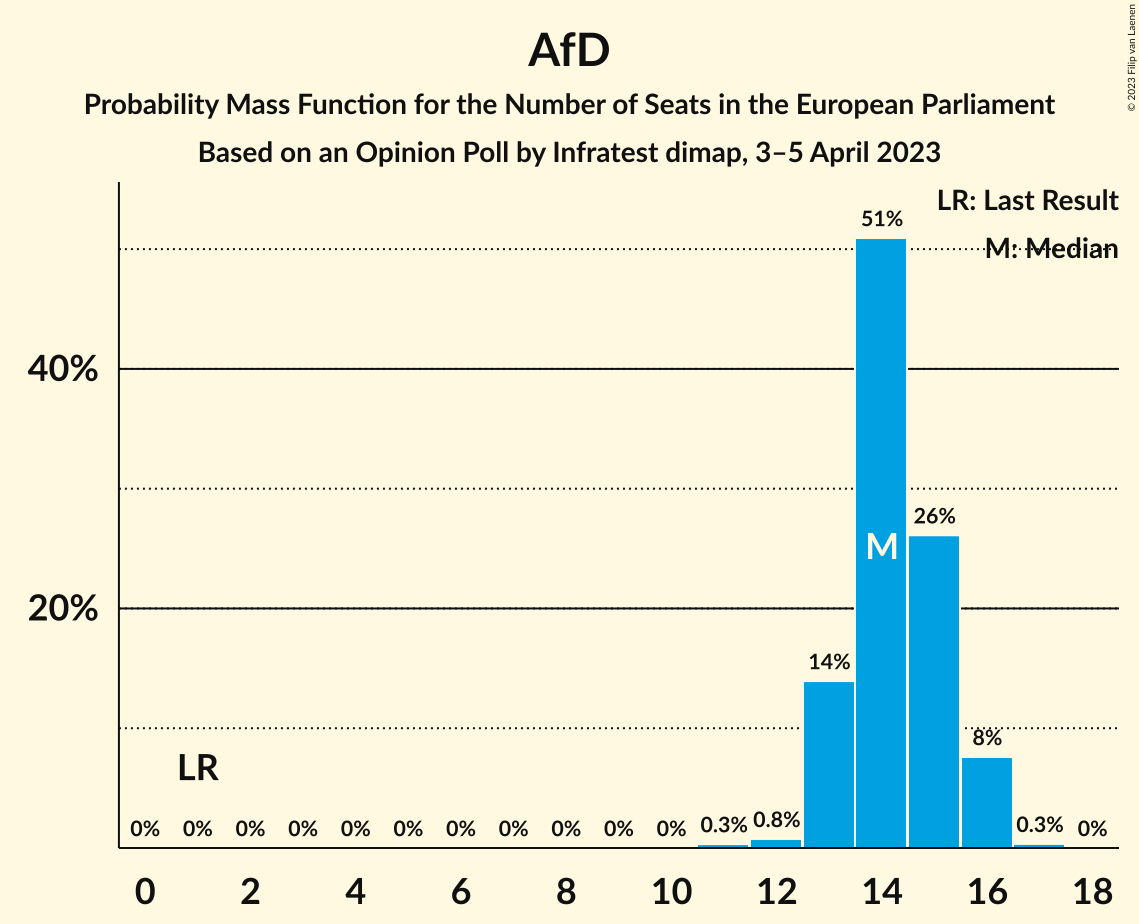 AfD
Probability Mass Function for the Number of Seats in the European Parliament
Based on an Opinion Poll by Infratest dimap, 3–5 April 2023
© 2023 Filip van Laenen
LR: Last Result
M: Median
51%
40%
26%
M
20%
14%
8%
LR
0% 0% 0% 0% 0% 0% 0% 0% 0% 0% 0% 0.3% 0.8% 0.3% 0%
0 2 4 6 8 10 12 14 16 18